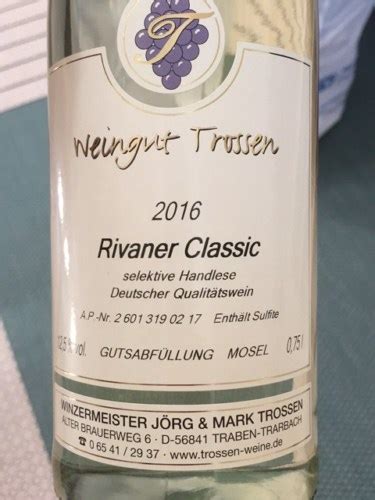 T
Weingut Trossen
2016
Rivaner Classic
selektive Handlese
Deutscher Qualitätswein
A.P.-Nr. 2 601 319 02 17 Enthält Sulfite
12,5 % vol. GUTSABFÜLLUNG MOSEL 0,75 l
WINZERMEISTER JÖRG & MARK TROSSEN
ALTER BRAUERWEG 6 · D-56841 TRABEN-TRARBACH
☎ 0 65 41 / 29 37 · www.trossen-weine.de